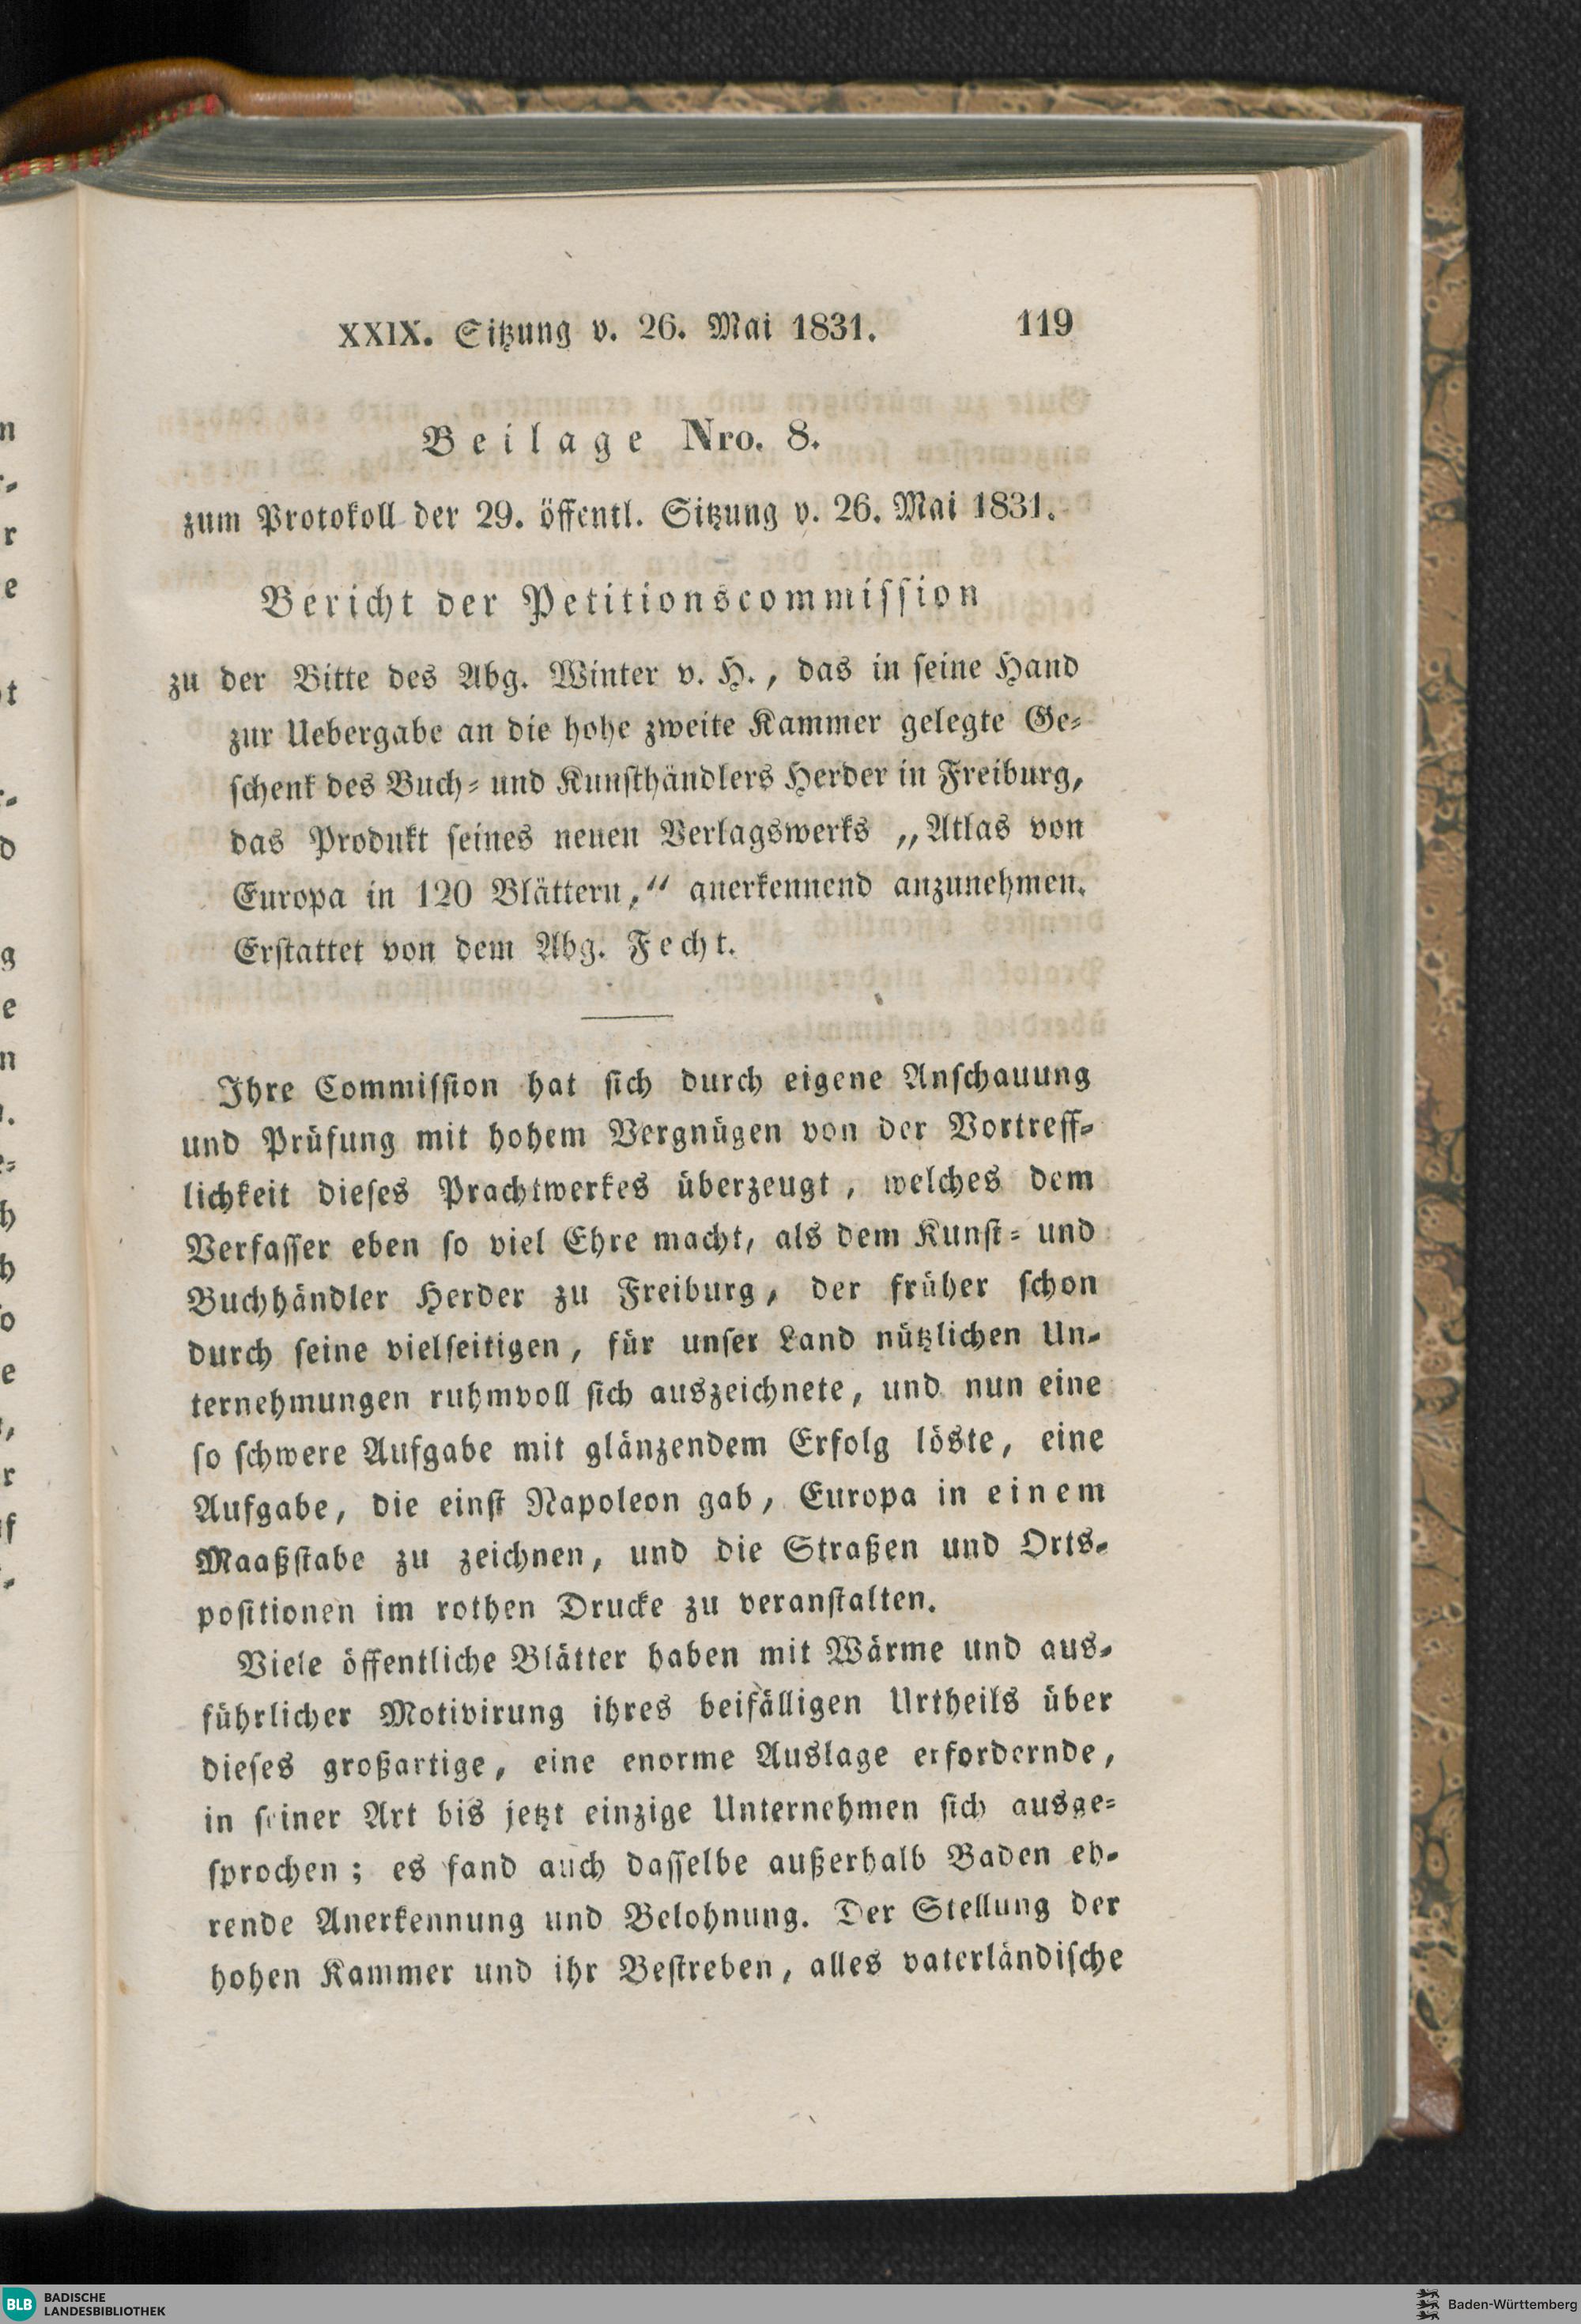 XXIX. Sitzung v. 26. Mai 1831. 119
Beilage Nro. 8.
zum Protokoll der 29. öffentl. Sitzung v. 26. Mai 1831.
Bericht der Petitionscommission
zu der Bitte des Abg. Winter v. H., das in seine Hand
zur Uebergabe an die hohe zweite Kammer gelegte Ge-
schenk des Buch- und Kunsthändlers Herder in Freiburg,
das Produkt seines neuen Verlagswerks „Atlas von
Europa in 120 Blättern,“ anerkennend anzunehmen.
Erstattet von dem Abg. Fecht.
Ihre Commission hat sich durch eigene Anschauung
und Prüfung mit hohem Vergnügen von der Vortreff-
lichkeit dieses Prachtwerkes überzeugt, welches dem
Verfasser eben so viel Ehre macht, als dem Kunst- und
Buchhändler Herder zu Freiburg, der früher schon
durch seine vielseitigen, für unser Land nützlichen Un-
ternehmungen ruhmvoll sich auszeichnete, und nun eine
so schwere Aufgabe mit glänzendem Erfolg löste, eine
Aufgabe, die einst Napoleon gab, Europa in einem
Maaßstabe zu zeichnen, und die Straßen und Orts-
positionen im rothen Drucke zu veranstalten.
Viele öffentliche Blätter haben mit Wärme und aus-
führlicher Motivirung ihres beifälligen Urtheils über
dieses großartige, eine enorme Auslage erfordernde,
in seiner Art bis jetzt einzige Unternehmen sich ausge-
sprochen; es fand auch dasselbe außerhalb Baden eh-
rende Anerkennung und Belohnung. Der Stellung der
hohen Kammer und ihr Bestreben, alles vaterländische
BLB BADISCHE
LANDESBIBLIOTHEK
Baden-Württemberg